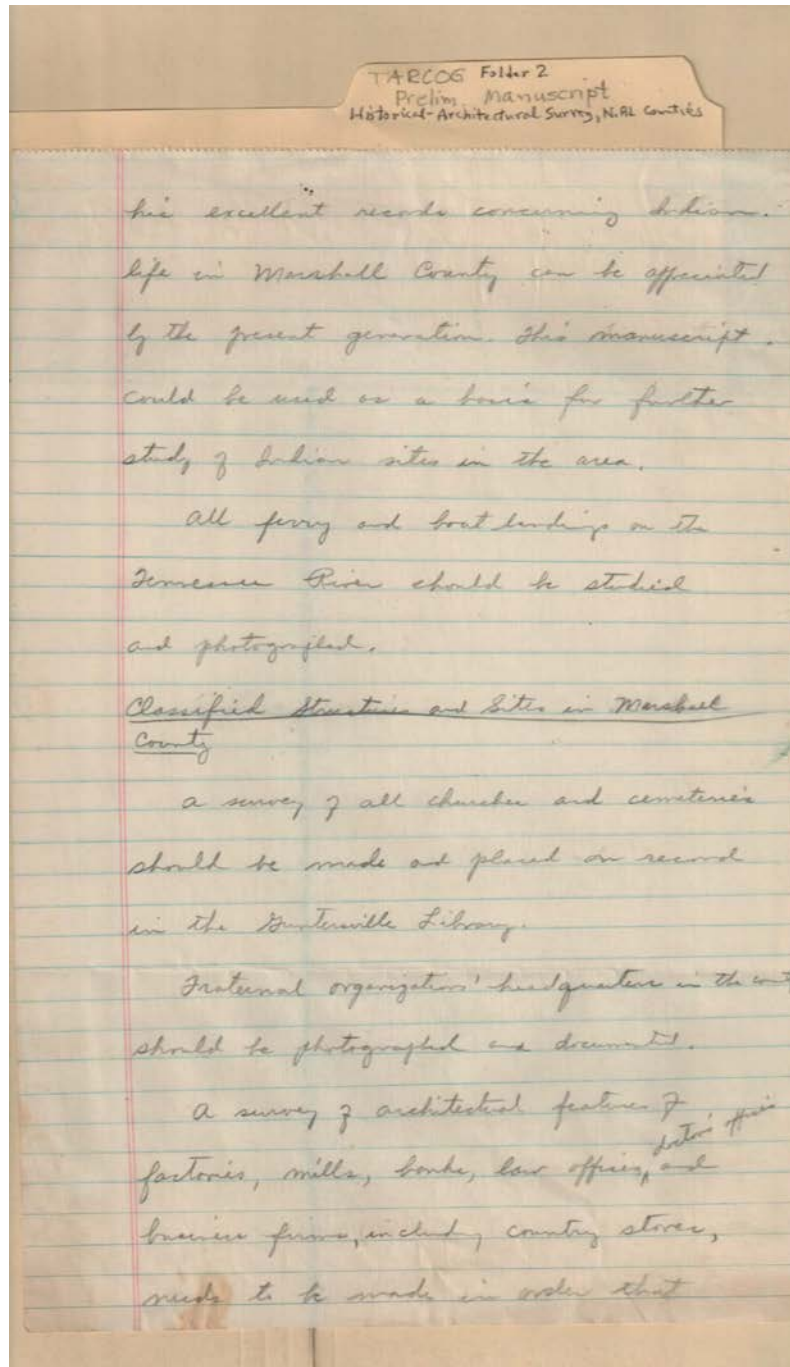 TARCOG Folder 2
Prelim. Manuscript
Historical-Architectural Survey, N. AL Counties
his excellent records concerning Indian
life in Marshall County can be appreciated
by the present generation. This manuscript
could be used as a basis for further
study of Indian sites in the area.
All ferry and boat landings on the
Tennessee River should be studied
and photographed.
Classified Structures and Sites in Marshall
County
A survey of all churches and cemeteries
should be made and placed on record
in the Guntersville Library.
Fraternal organizations' headquarters in the
should be photographed and documented.
A survey of architectural features of
doctors' offices
factories, mills, banks, law offices, and
business firms, including country stores,
needs to be made in order that